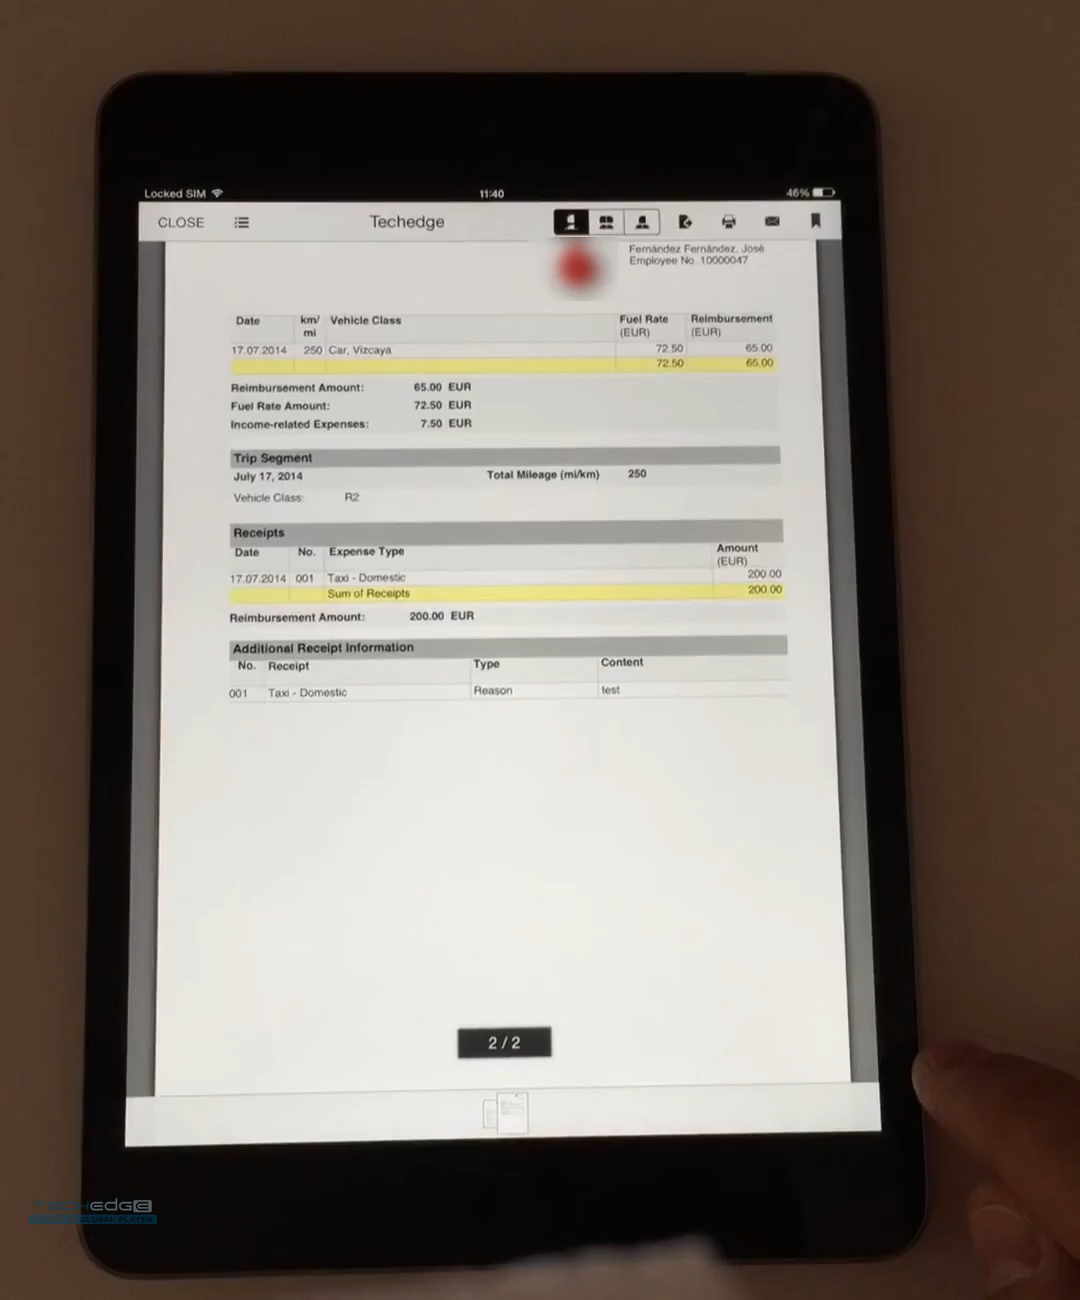 Locked SIM 11:40 46%
CLOSE Techedge
Fernández Fernández, José
Employee No. 10000047
Date km/mi Vehicle Class Fuel Rate (EUR) Reimbursement (EUR)
17.07.2014 250 Car, Vizcaya 72.50 65.00
72.50 65.00
Reimbursement Amount: 65.00 EUR
Fuel Rate Amount: 72.50 EUR
Income-related Expenses: 7.50 EUR
Trip Segment
July 17, 2014 Total Mileage (mi/km) 250
Vehicle Class: R2
Receipts
Date No. Expense Type Amount (EUR)
17.07.2014 001 Taxi - Domestic 200.00
Sum of Receipts 200.00
Reimbursement Amount: 200.00 EUR
Additional Receipt Information
No. Receipt Type Content
001 Taxi - Domestic Reason test
2 / 2
techedge
GLOBAL PLAYER